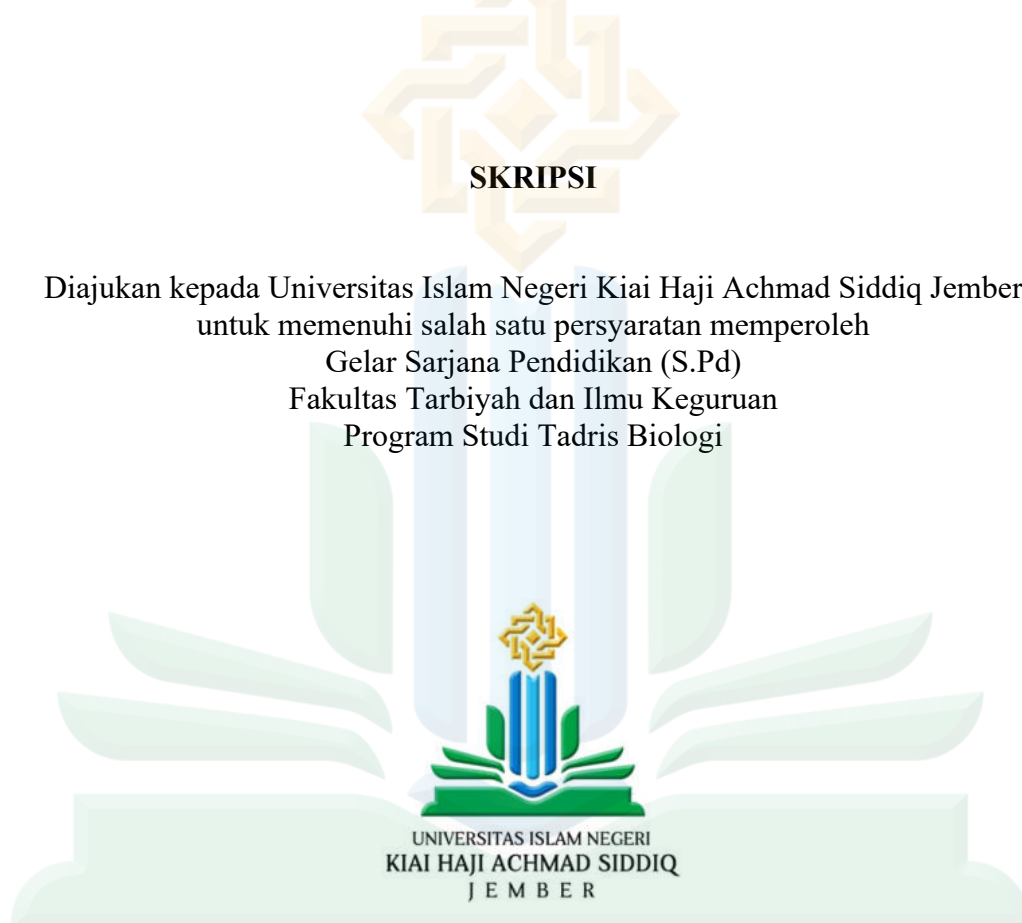 SKRIPSI
Diajukan kepada Universitas Islam Negeri Kiai Haji Achmad Siddiq Jember
untuk memenuhi salah satu persyaratan memperoleh
Gelar Sarjana Pendidikan (S.Pd)
Fakultas Tarbiyah dan Ilmu Keguruan
Program Studi Tadris Biologi
UNIVERSITAS ISLAM NEGERI
KIAI HAJI ACHMAD SIDDIQ
JEMBER